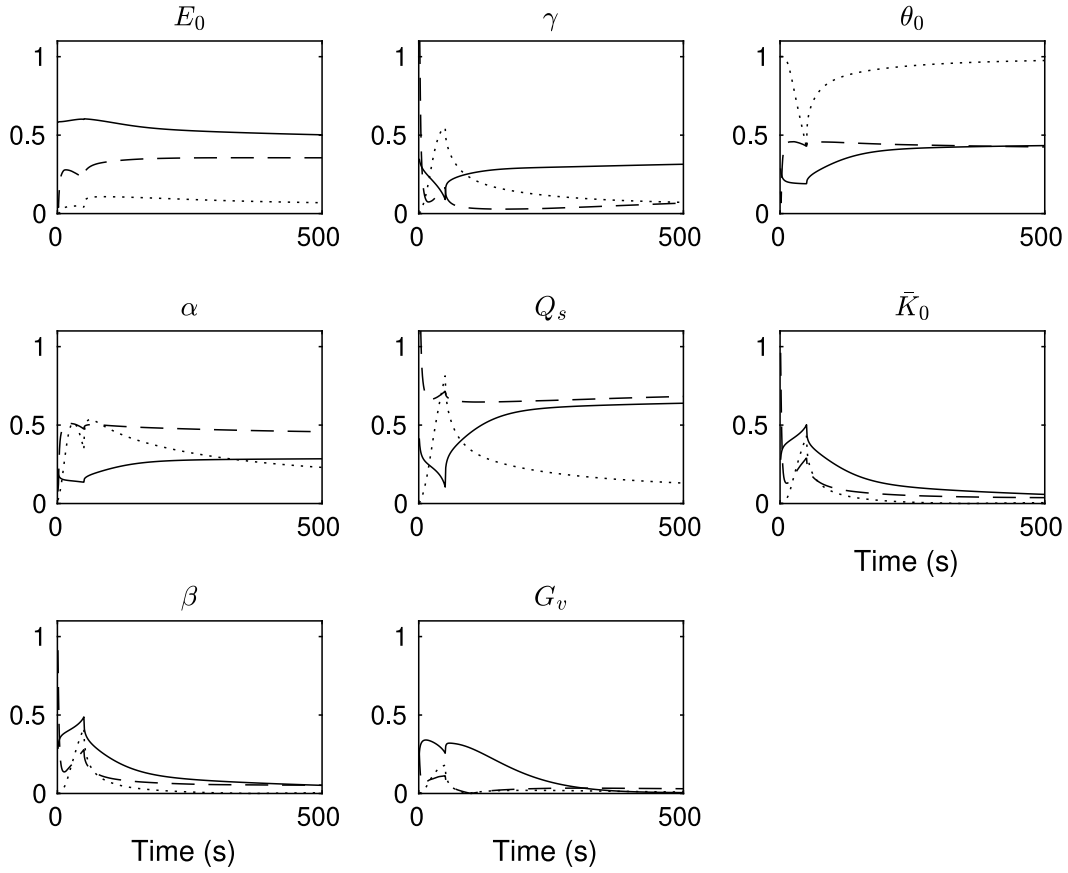 E₀ γ θ₀
1 1 1
0.5 0.5 0.5
0 0 0
0 500 0 500 0 500
α Q_s K̄₀
1 1 1
0.5 0.5 0.5
0 0 0
0 500 0 500 0 500
Time (s)
β G_v
1 1
0.5 0.5
0 0
0 500 0 500
Time (s) Time (s)